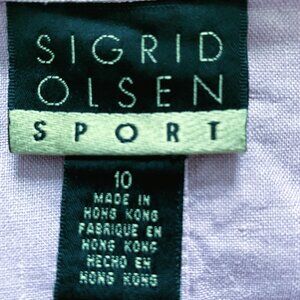 SIGRID
OLSEN
SPORT
10
MADE IN
HONG KONG
FABRIQUE EN
HONG KONG
HECHO EN
HONG KONG